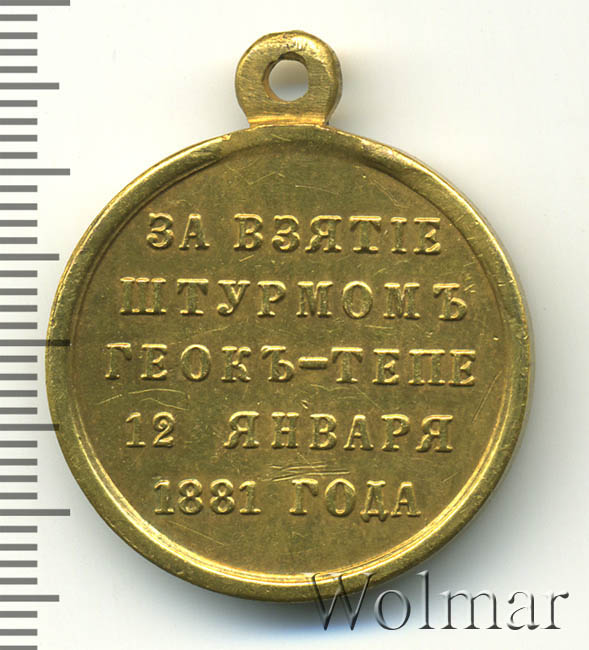 ЗА ВЗЯТІЕ
ШТУРМОМЪ
ГЕОКЪ-ТЕПЕ
12 ЯНВАРЯ
1881 ГОДА
Wolmar